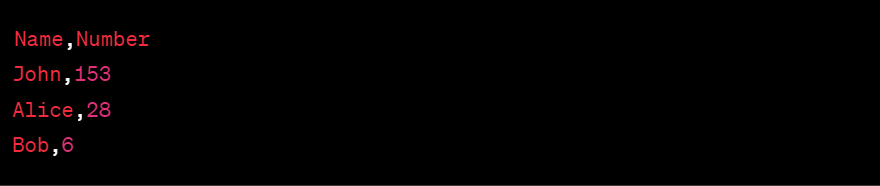 Name,Number
John,153
Alice,28
Bob,6